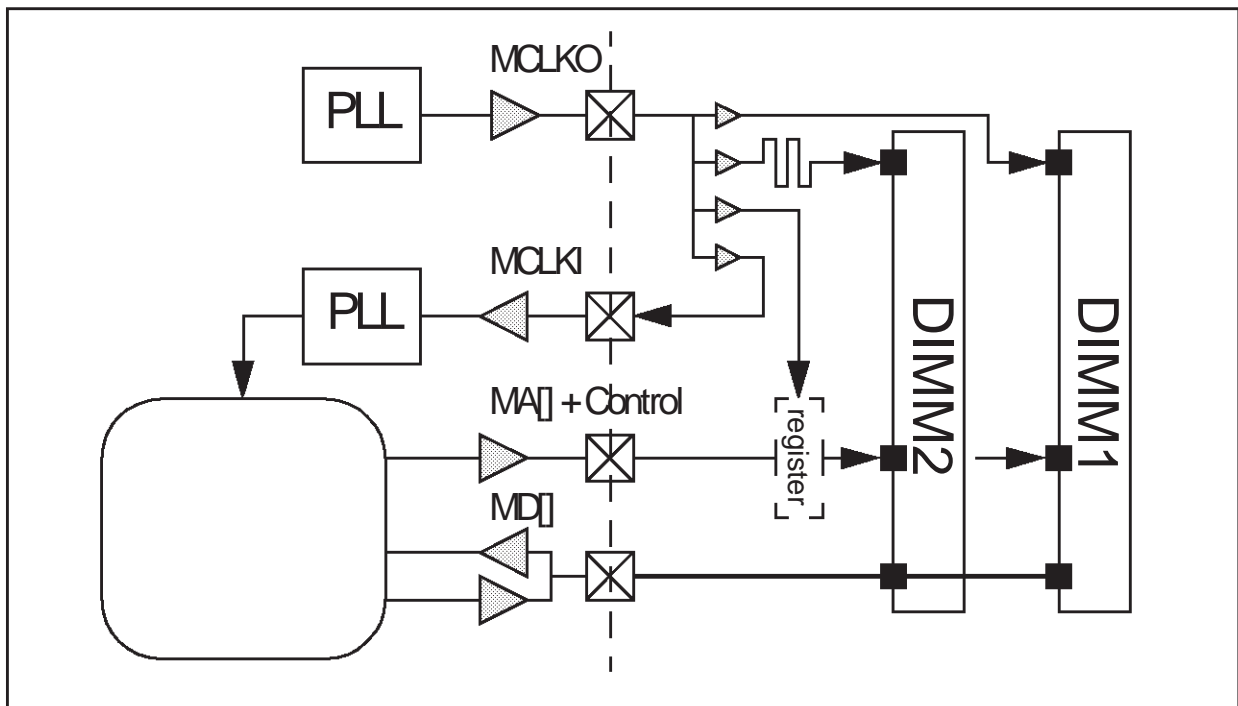 MCLKO
PLL
MCLKI
PLL
MA[] + Control
MD[]
register
DIMM2
DIMM1